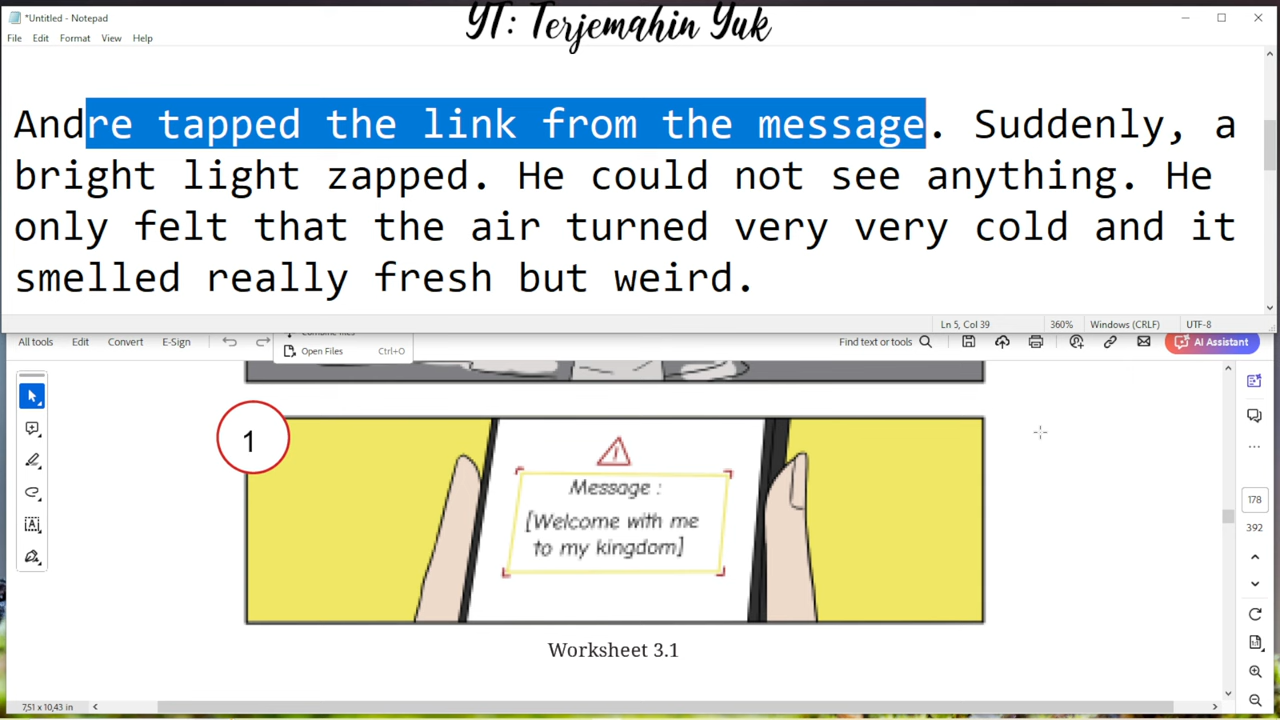 *Untitled - Notepad
YT: Terjemahin Yuk
File Edit Format View Help
Andre tapped the link from the message. Suddenly, a
bright light zapped. He could not see anything. He
only felt that the air turned very very cold and it
smelled really fresh but weird.
Ln 5, Col 39 360% Windows (CRLF) UTF-8
All tools Edit Convert E-Sign Find text or tools AI Assistant
Open Files Ctrl+O
1
Message :
[Welcome with me
to my kingdom]
178
392
Worksheet 3.1
7,51 x 10,43 in